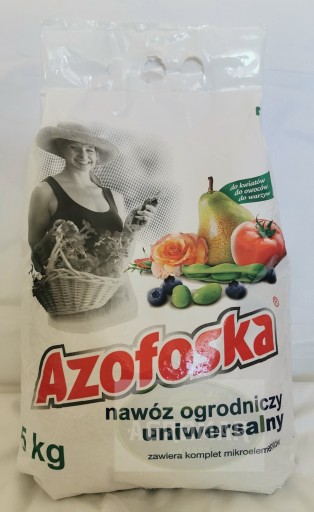 do kwiatów
do owoców
do warzyw
Azofoska®
nawóz ogrodniczy
uniwersalny
5 kg
zawiera komplet mikroelementów